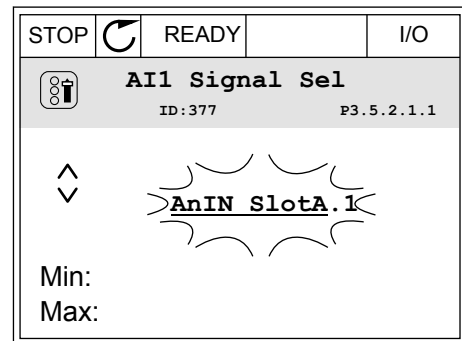 STOP READY I/O
AI1 Signal Sel
ID:377 P3.5.2.1.1
AnIN SlotA.1
Min:
Max: